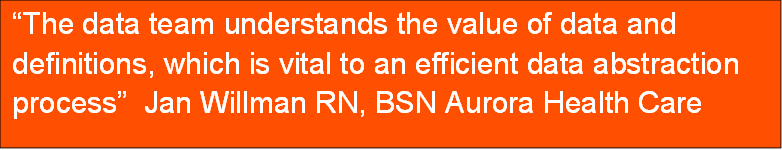 “The data team understands the value of data and
definitions, which is vital to an efficient data abstraction
process”  Jan Willman RN, BSN Aurora Health Care